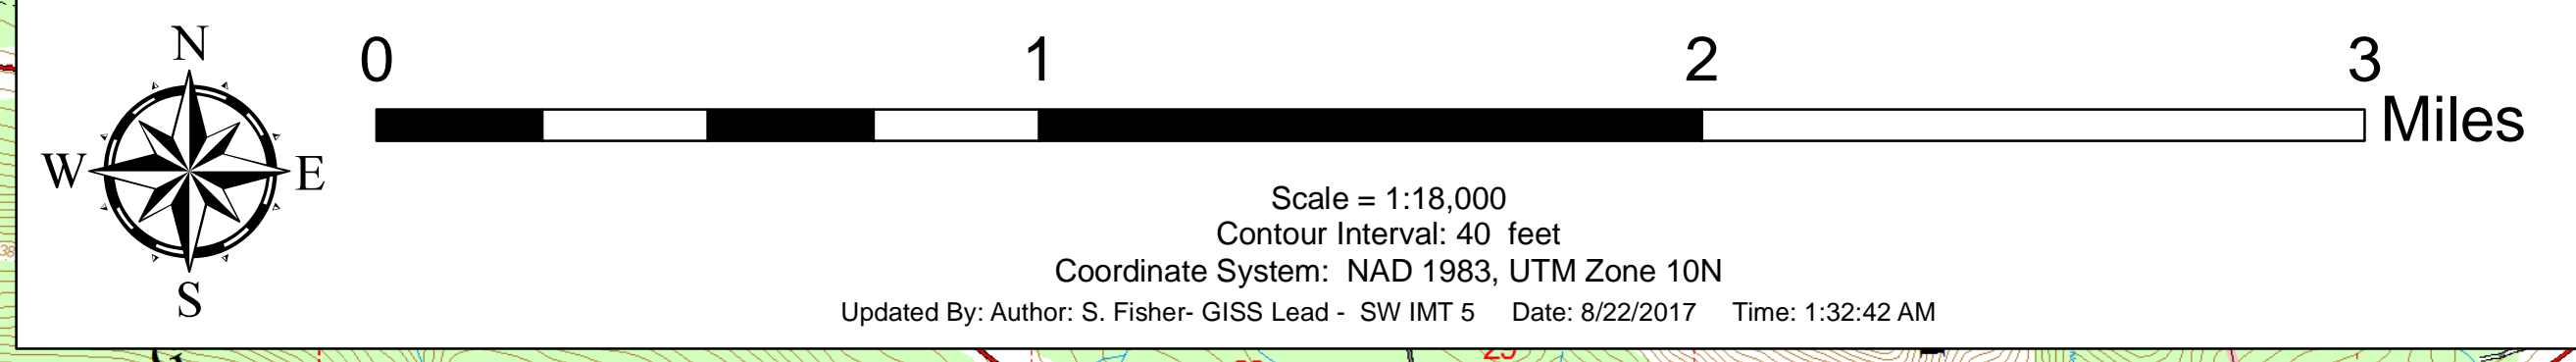 N
W E
S
0 1 2 3
Miles
Scale = 1:18,000
Contour Interval: 40  feet
Coordinate System:  NAD 1983, UTM Zone 10N
Updated By: Author: S. Fisher- GISS Lead -  SW IMT 5     Date: 8/22/2017     Time: 1:32:42 AM